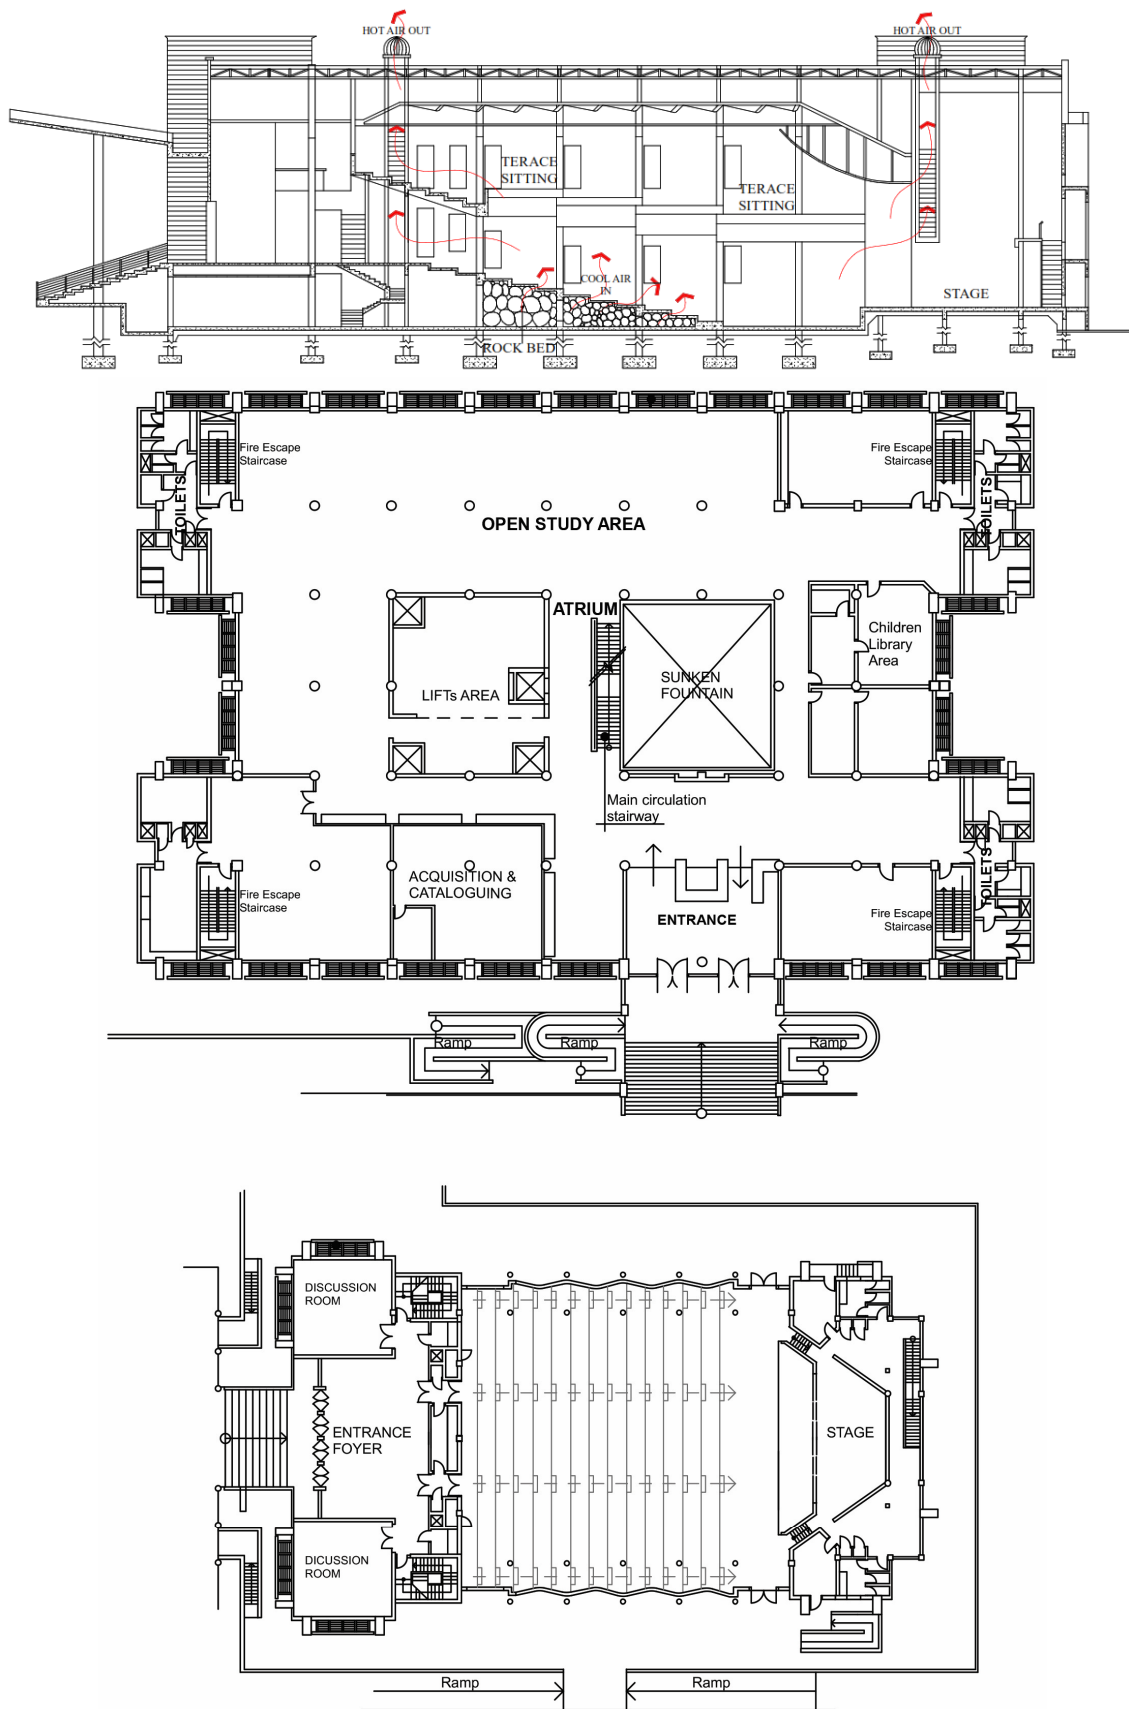 HOT AIR OUT
HOT AIR OUT
TERACE
SITTING
TERACE
SITTING
COOL AIR
IN
STAGE
ROCK BED
Fire Escape
Staircase
Fire Escape
Staircase
TOILETS
TOILETS
OPEN STUDY AREA
ATRIUM
Children
Library
Area
SUNKEN
FOUNTAIN
LIFTs AREA
Main circulation
stairway
ACQUISITION &
CATALOGUING
TOILETS
Fire Escape
Staircase
ENTRANCE
Fire Escape
Staircase
Ramp
Ramp
Ramp
DISCUSSION
ROOM
ENTRANCE
FOYER
STAGE
DICUSSION
ROOM
Ramp
Ramp